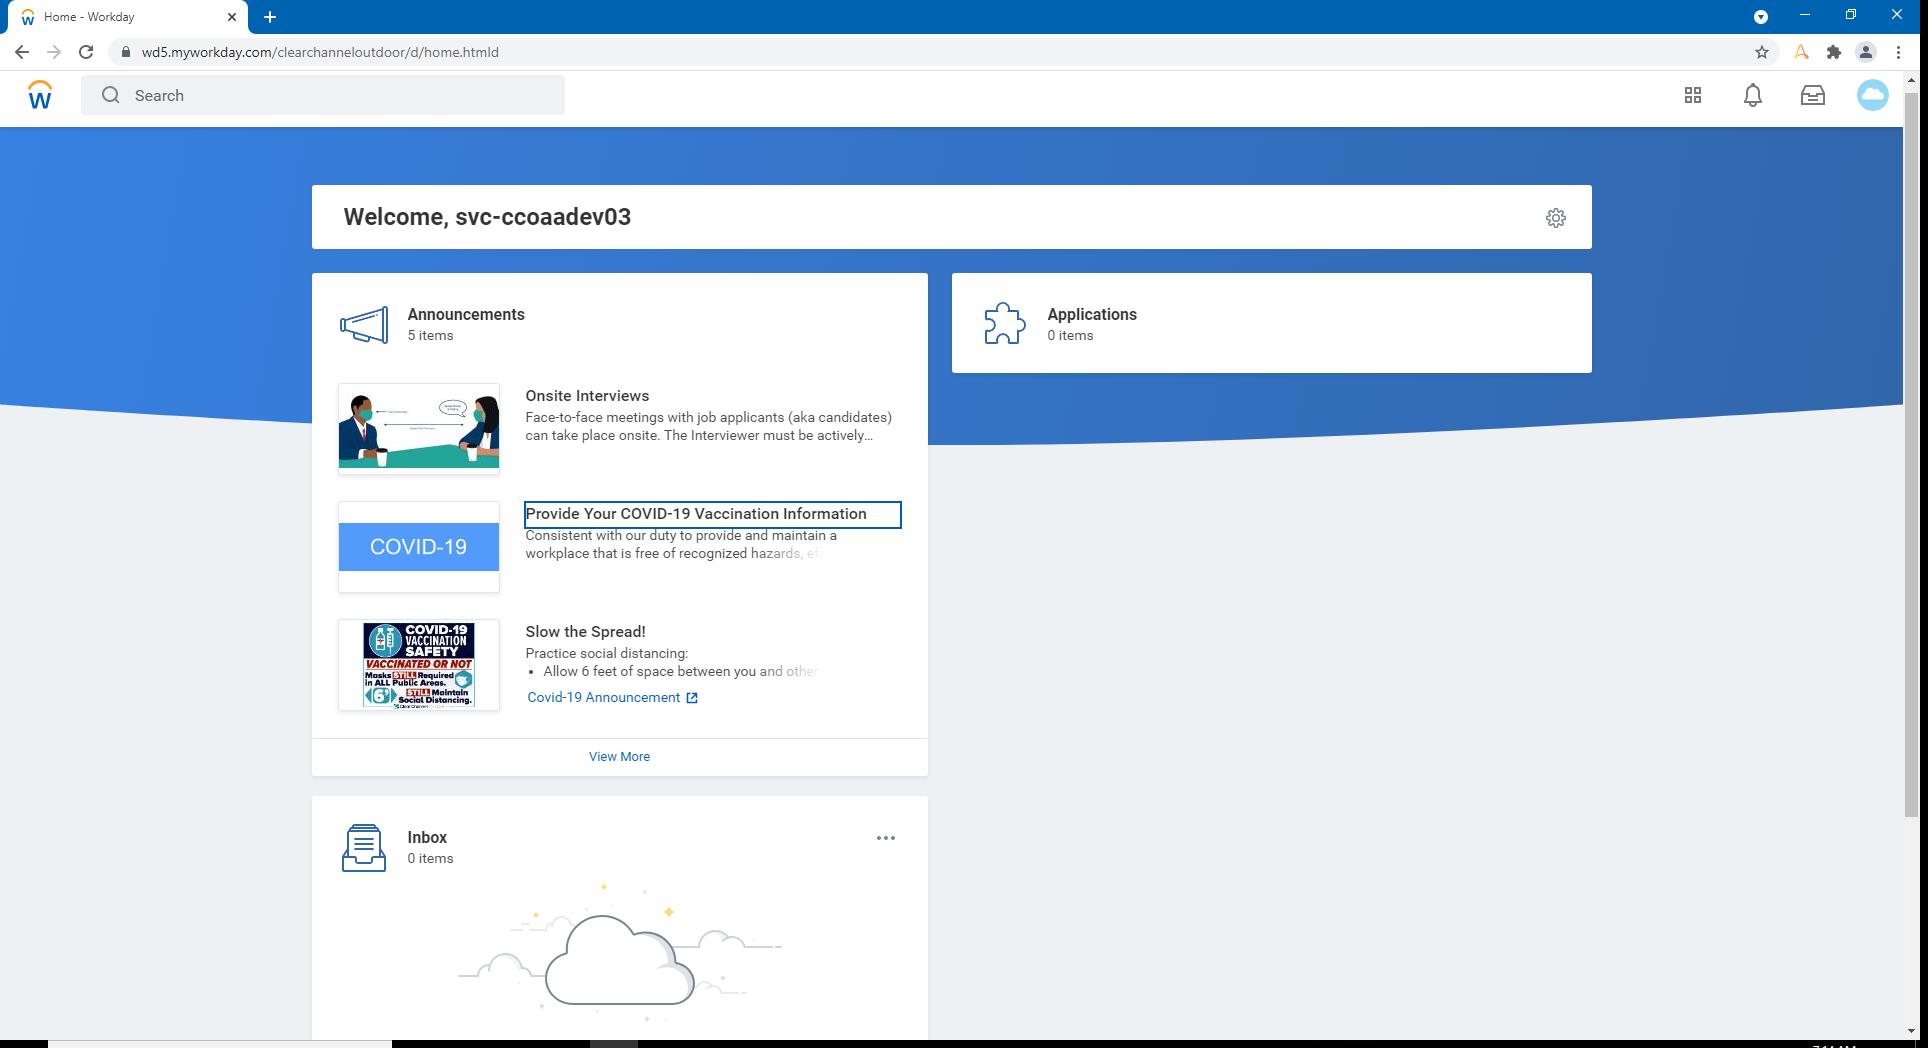 Home - Workday
wd5.myworkday.com/clearchanneloutdoor/d/home.htmld
Search
Welcome, svc-ccoaadev03
Announcements
5 items
Applications
0 items
Onsite Interviews
Face-to-face meetings with job applicants (aka candidates)
can take place onsite. The Interviewer must be actively...
COVID-19
Provide Your COVID-19 Vaccination Information
Consistent with our duty to provide and maintain a
workplace that is free of recognized hazards,
COVID-19
VACCINATION
SAFETY
VACCINATED OR NOT
Masks STILL Required
in ALL Public Areas.
6' STILL Maintain
Social Distancing.
Slow the Spread!
Practice social distancing:
• Allow 6 feet of space between you and other
Covid-19 Announcement
View More
Inbox
0 items